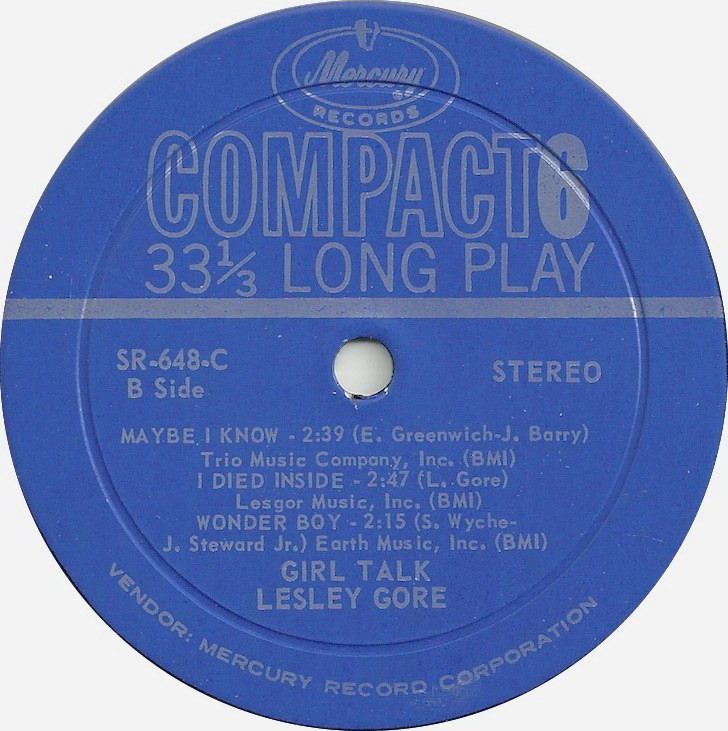 Mercury
RECORDS
COMPACT 6
33⅓ LONG PLAY
SR-648-C
B Side
STEREO
MAYBE I KNOW - 2:39 (E. Greenwich-J. Barry)
Trio Music Company, Inc. (BMI)
I DIED INSIDE - 2:47 (L. Gore)
Lesgor Music, Inc. (BMI)
WONDER BOY - 2:15 (S. Wyche-
J. Steward Jr.) Earth Music, Inc. (BMI)
GIRL TALK
LESLEY GORE
VENDOR: MERCURY RECORD CORPORATION